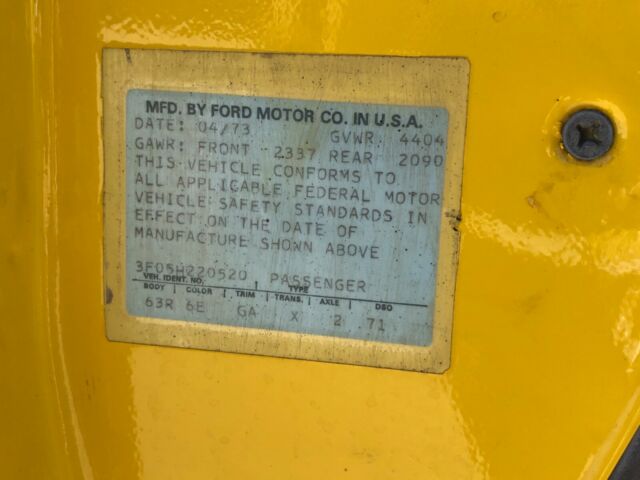 MFD. BY FORD MOTOR CO. IN U.S.A.
DATE: 04/73 GVWR: 4404
GAWR: FRONT 2337 REAR 2090
THIS VEHICLE CONFORMS TO
ALL APPLICABLE FEDERAL MOTOR
VEHICLE SAFETY STANDARDS IN
EFFECT ON THE DATE OF
MANUFACTURE SHOWN ABOVE
3F05H220520 PASSENGER
VEH. IDENT. NO. TYPE
BODY COLOR TRIM TRANS. AXLE DSO
63R 6E GA X 2 71